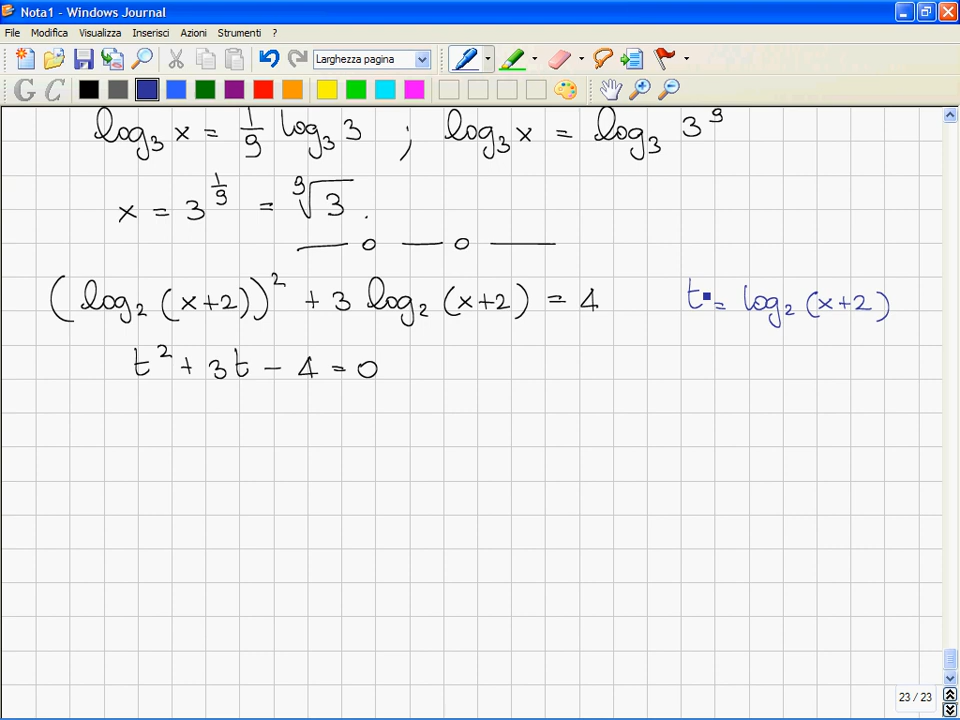 Nota1 - Windows Journal
File Modifica Visualizza Inserisci Azioni Strumenti ?
Larghezza pagina
G C
log₃ x = 1/9 log₃ 3 ; log₃ x = log₃ 3⁹
x = 3^(1/9) = ⁹√3 .
— o — o —
(log₂ (x+2))² + 3 log₂ (x+2) = 4 t = log₂ (x+2)
t² + 3t − 4 = 0
23 / 23